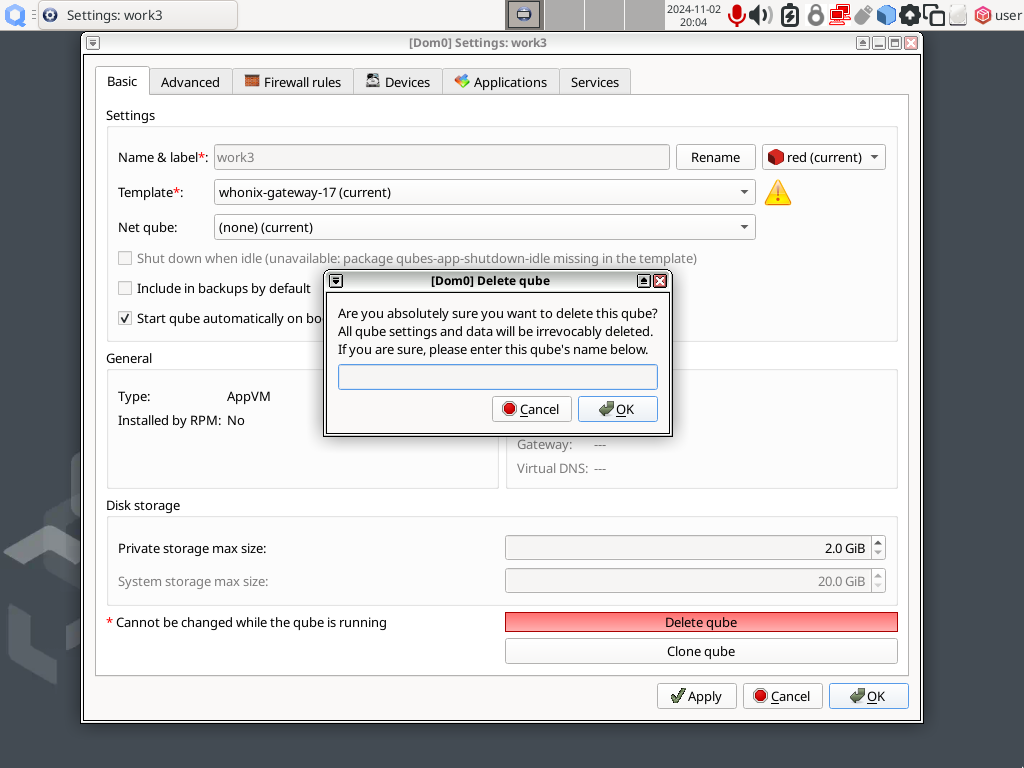 Settings: work3
2024-11-02
20:04
user
[Dom0] Settings: work3
Basic
Advanced
Firewall rules
Devices
Applications
Services
Settings
Name & label*:
work3
Rename
red (current)
Template*:
whonix-gateway-17 (current)
Net qube:
(none) (current)
Shut down when idle (unavailable: package qubes-app-shutdown-idle missing in the template)
Include in backups by default
Start qube automatically on bo
[Dom0] Delete qube
Are you absolutely sure you want to delete this qube?
All qube settings and data will be irrevocably deleted.
If you are sure, please enter this qube's name below.
Cancel
OK
General
Type: AppVM
Installed by RPM: No
Gateway: ---
Virtual DNS: ---
Disk storage
Private storage max size:
2.0 GiB
System storage max size:
20.0 GiB
* Cannot be changed while the qube is running
Delete qube
Clone qube
Apply
Cancel
OK